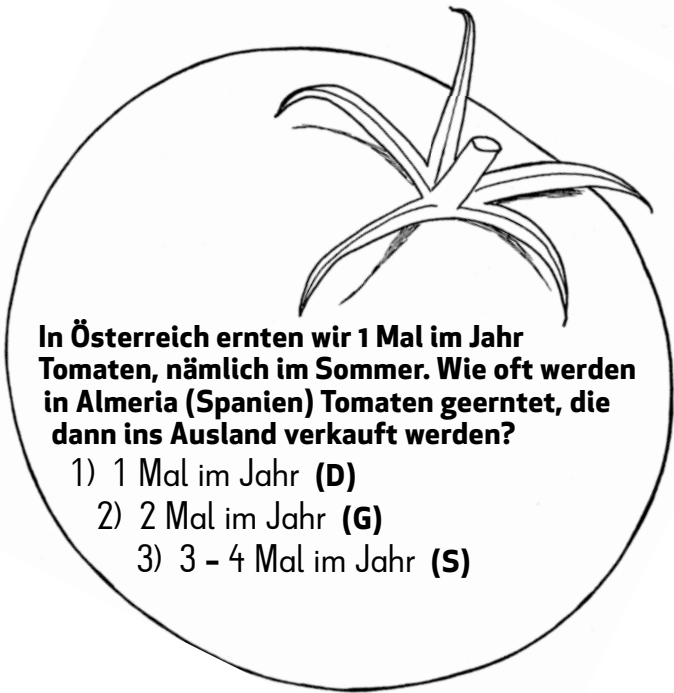 In Österreich ernten wir 1 Mal im Jahr
Tomaten, nämlich im Sommer. Wie oft werden
in Almeria (Spanien) Tomaten geerntet, die
dann ins Ausland verkauft werden?
1) 1 Mal im Jahr (D)
2) 2 Mal im Jahr (G)
3) 3 – 4 Mal im Jahr (S)